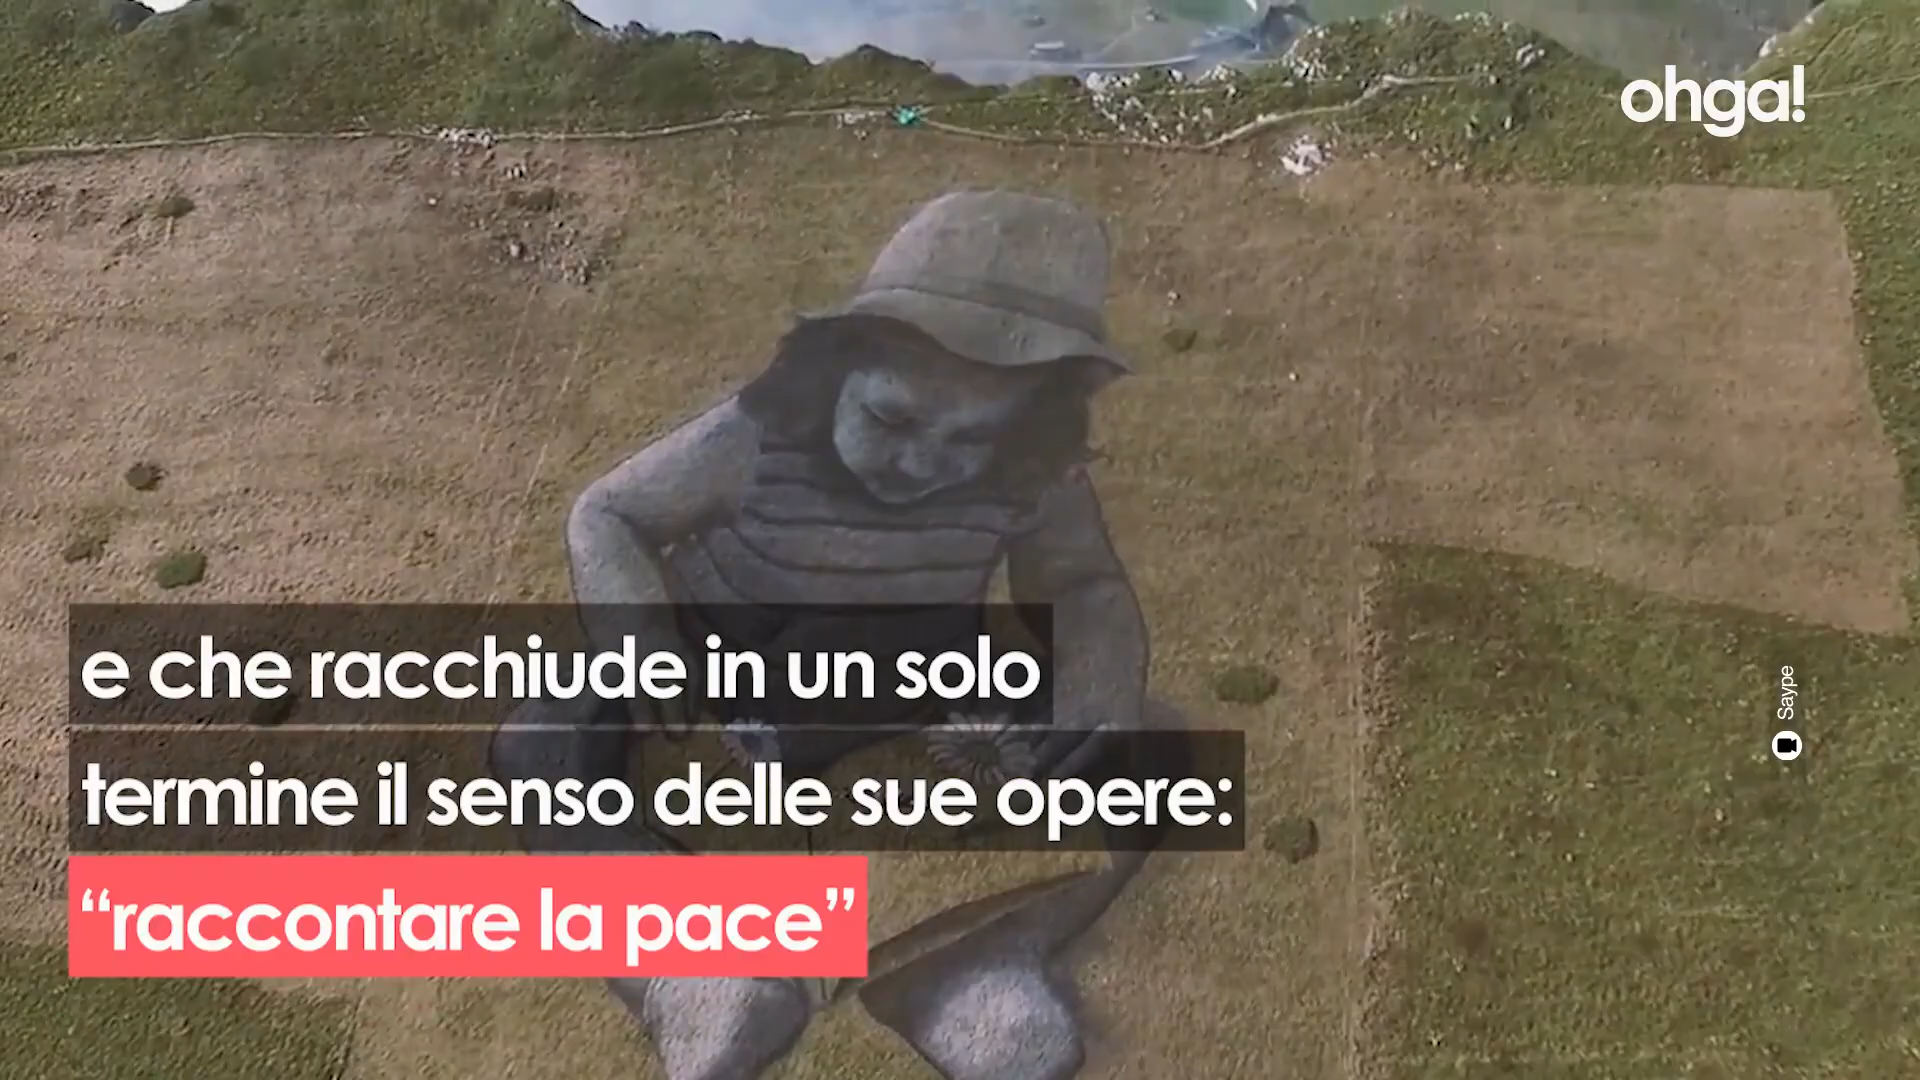 ohga!
e che racchiude in un solo
termine il senso delle sue opere:
“raccontare la pace”
Saype